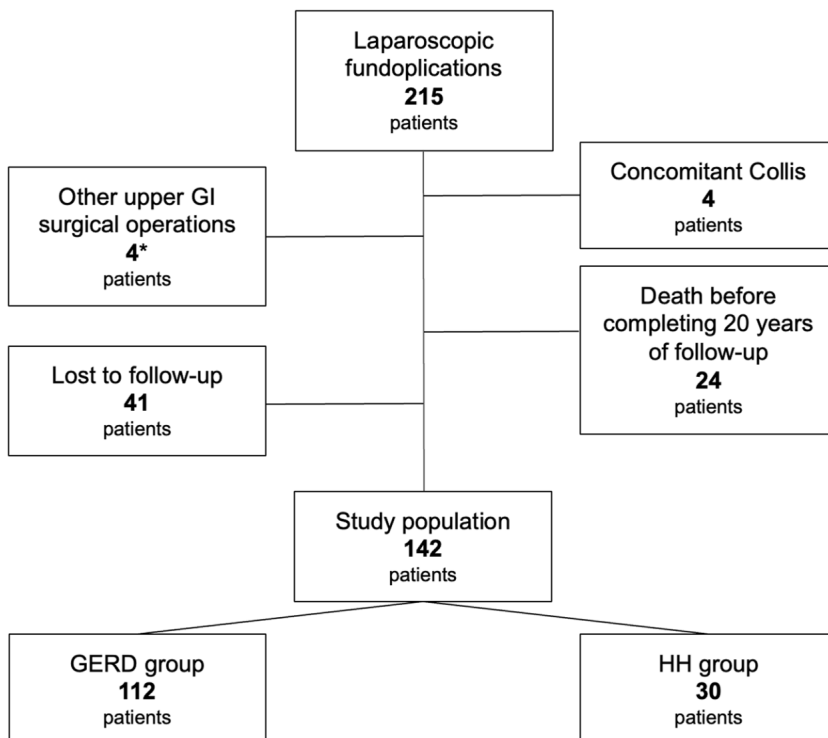 Laparoscopic
fundoplications
215
patients
Concomitant Collis
4
patients
Other upper GI
surgical operations
4*
patients
Death before
completing 20 years
of follow-up
24
patients
Lost to follow-up
41
patients
Study population
142
patients
GERD group
112
patients
HH group
30
patients